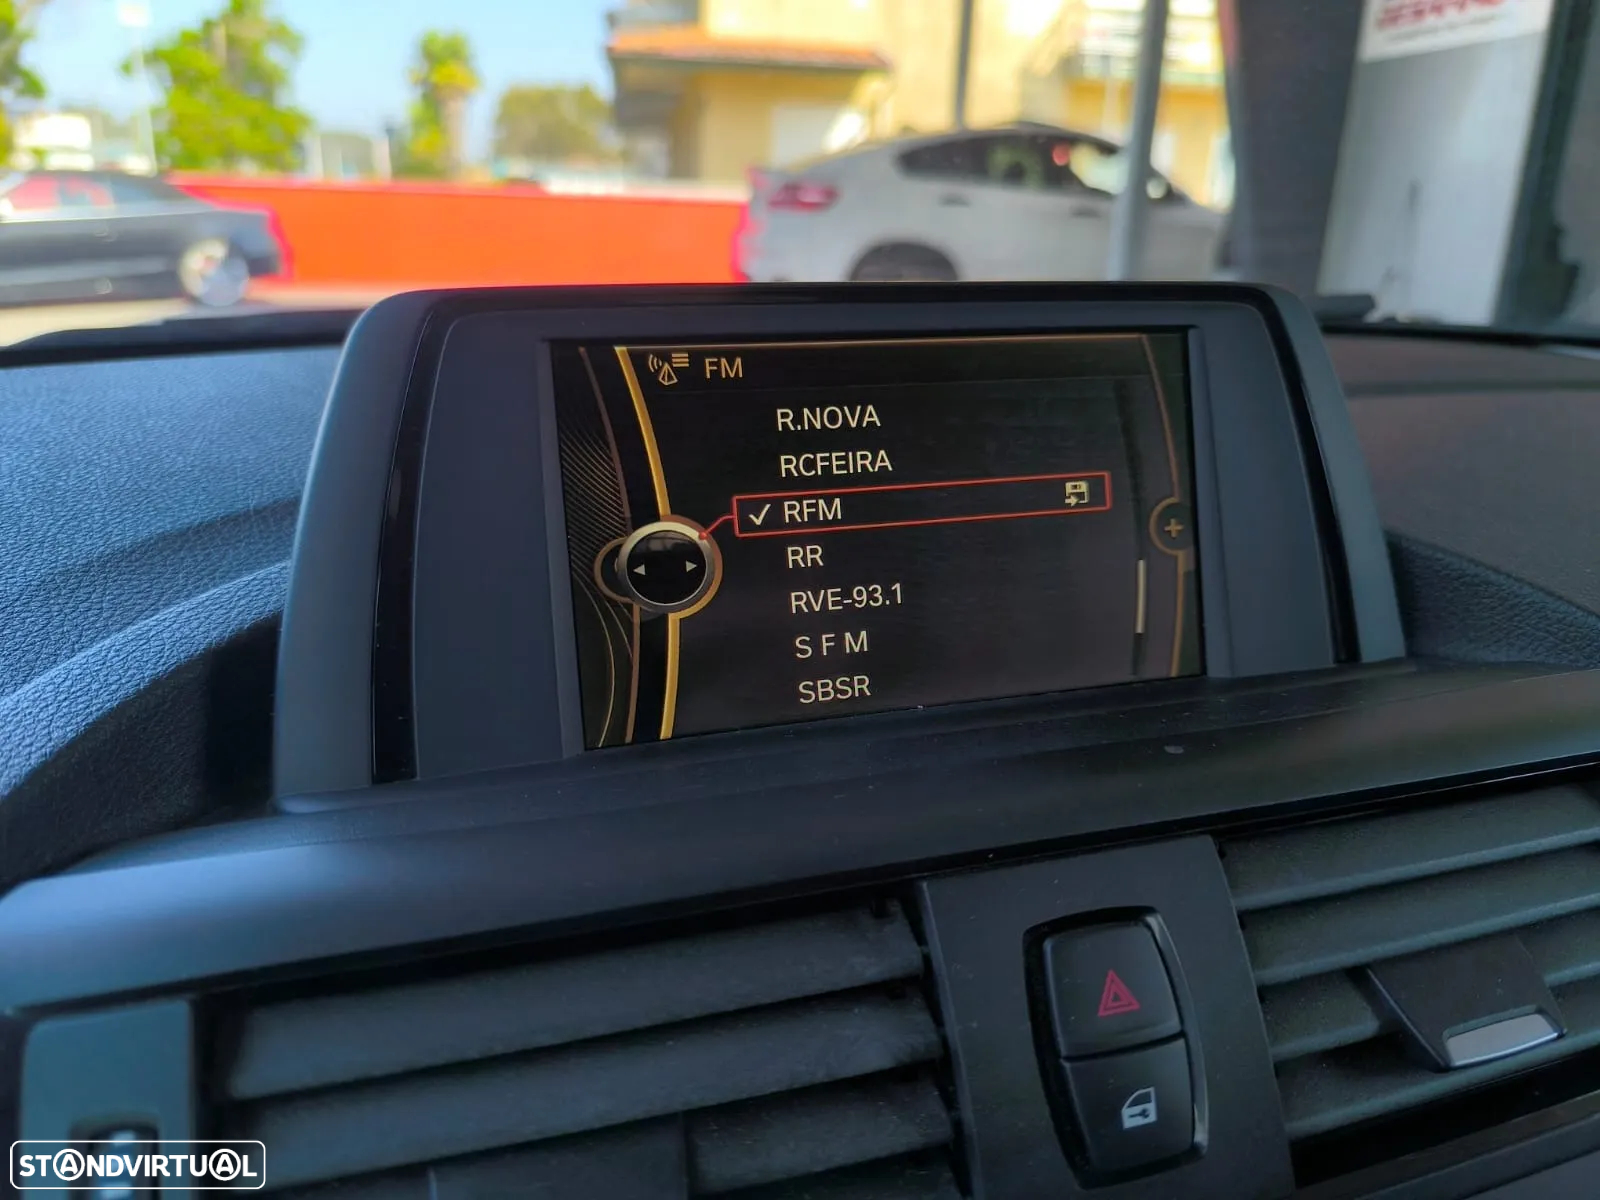 FM
R.NOVA
RCFEIRA
RFM
RR
RVE-93.1
S F M
SBSR
STANDVIRTUAL